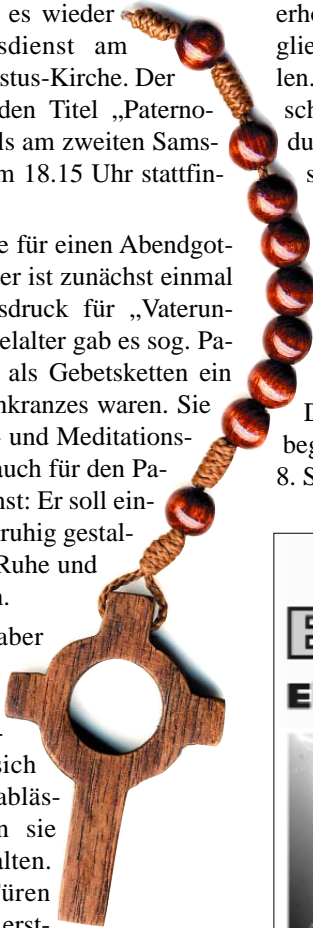 es wieder
sdienst am
stus-Kirche. Der
den Titel „Paterno-
ls am zweiten Sams-
m 18.15 Uhr stattfin-
e für einen Abendgot-
er ist zunächst einmal
sdruck für „Vaterun-
elalter gab es sog. Pa-
als Gebetsketten ein
nkranzes waren. Sie
- und Meditations-
auch für den Pa-
nst: Er soll ein-
ruhig gestal-
Ruhe und
n.
aber
-
sich
abläs-
n sie
alten.
Türen
erst-
erho
glie
len.
sch
du
s
D
beg
8. S
E